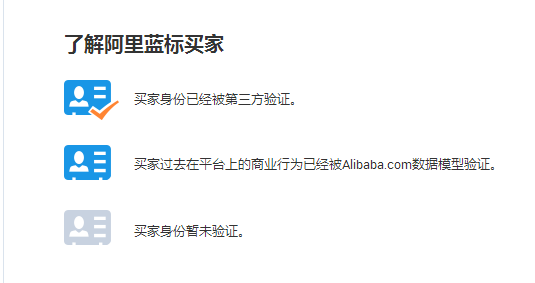 了解阿里蓝标买家
买家身份已经被第三方验证。
买家过去在平台上的商业行为已经被Alibaba.com数据模型验证。
买家身份暂未验证。